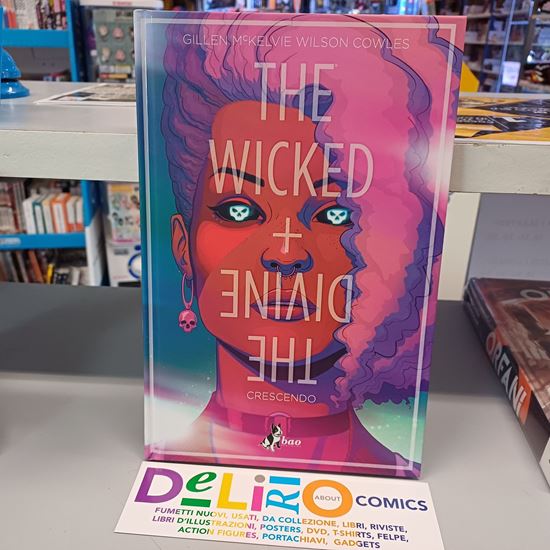 GILLEN McKELVIE WILSON COWLES
THE
WICKED
+
THE
DIVINE
CRESCENDO
bao
DeLiRiO ABOUT COMICS
FUMETTI NUOVI, USATI, DA COLLEZIONE, LIBRI, RIVISTE,
LIBRI D'ILLUSTRAZIONI, POSTERS, DVD, T-SHIRTS, FELPE,
ACTION FIGURES, PORTACHIAVI, GADGETS
ORFANI